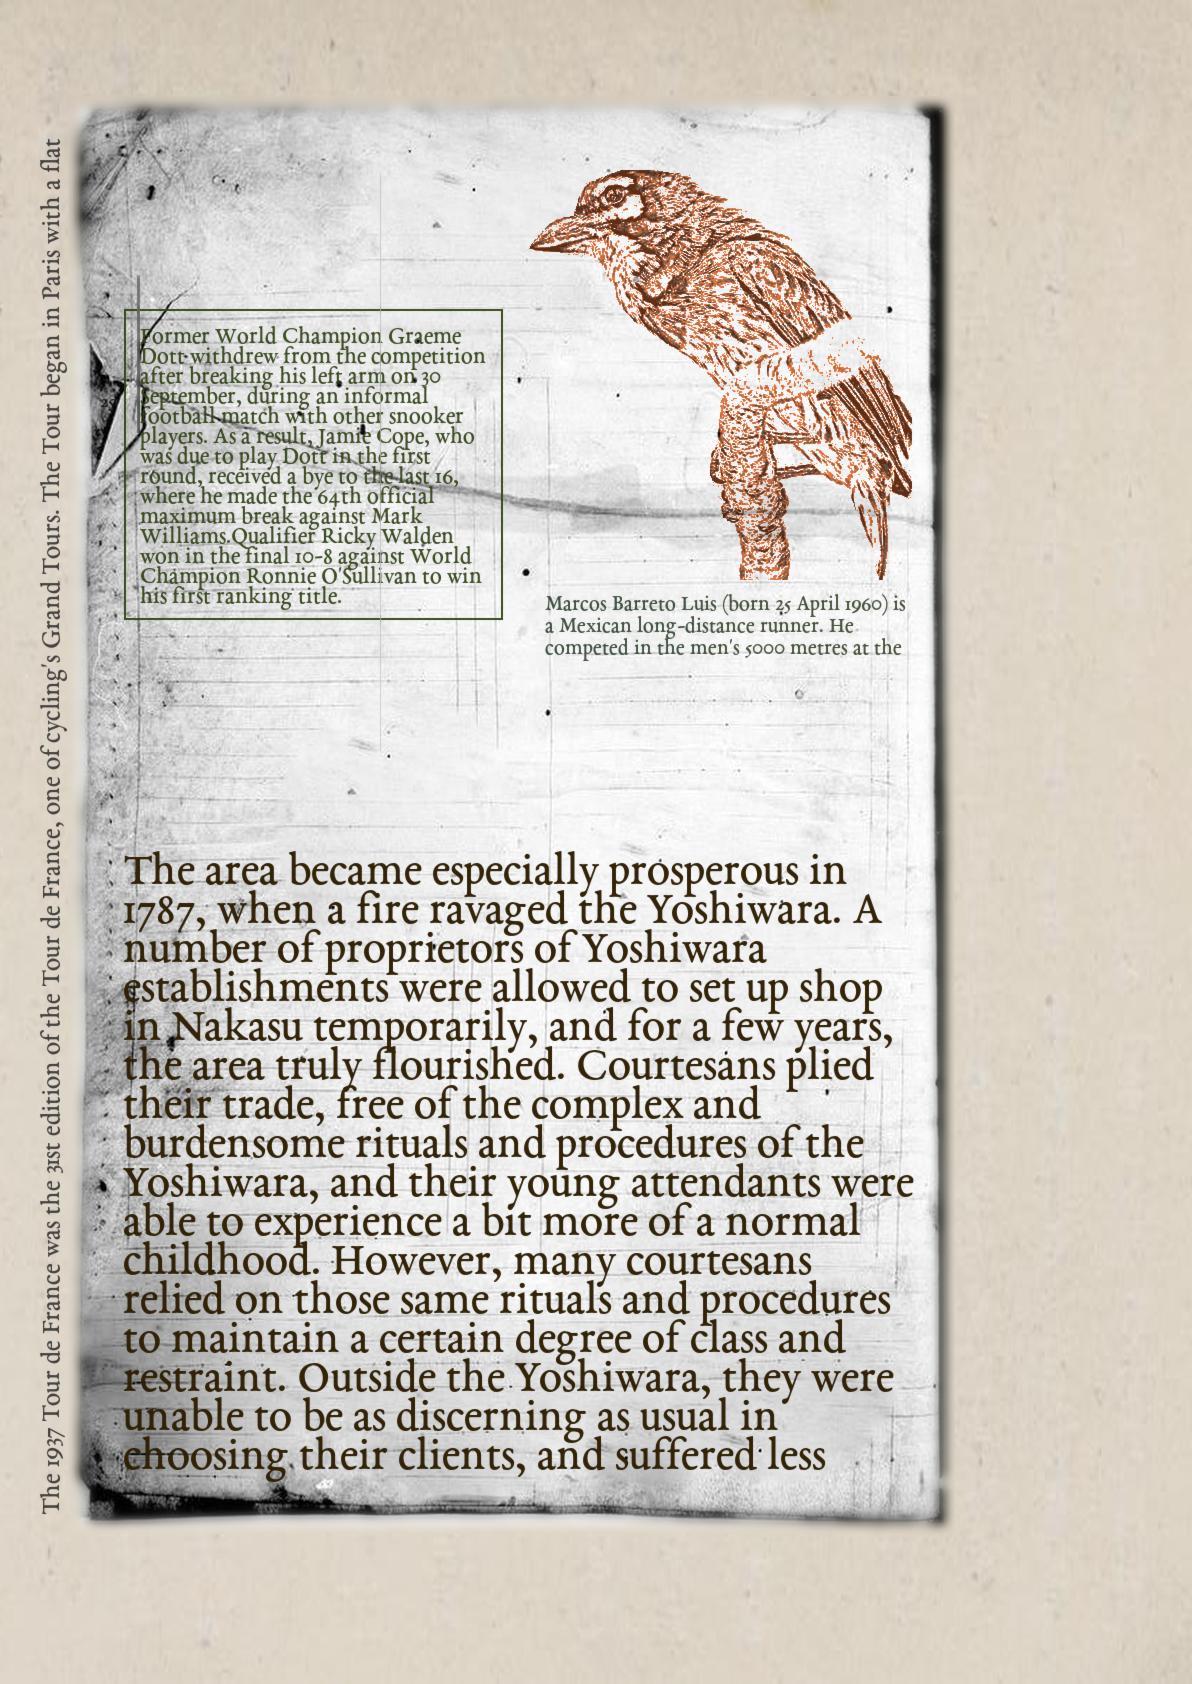 The 1937 Tour de France was the 31st edition of the Tour de France, one of cycling's Grand Tours. The Tour began in Paris with a flat
Former World Champion Graeme
Dott withdrew from the competition
after breaking his left arm on 30
September, during an informal
football match with other snooker
players. As a result, Jamie Cope, who
was due to play Dott in the first
round, received a bye to the last 16,
where he made the 64th official
maximum break against Mark
Williams.Qualifier Ricky Walden
won in the final 10-8 against World
Champion Ronnie O'Sullivan to win
his first ranking title.
Marcos Barreto Luis (born 25 April 1960) is
a Mexican long-distance runner. He
competed in the men's 5000 metres at the
The area became especially prosperous in
1787, when a fire ravaged the Yoshiwara. A
number of proprietors of Yoshiwara
establishments were allowed to set up shop
in Nakasu temporarily, and for a few years,
the area truly flourished. Courtesans plied
their trade, free of the complex and
burdensome rituals and procedures of the
Yoshiwara, and their young attendants were
able to experience a bit more of a normal
childhood. However, many courtesans
relied on those same rituals and procedures
to maintain a certain degree of class and
restraint. Outside the Yoshiwara, they were
unable to be as discerning as usual in
choosing their clients, and suffered less